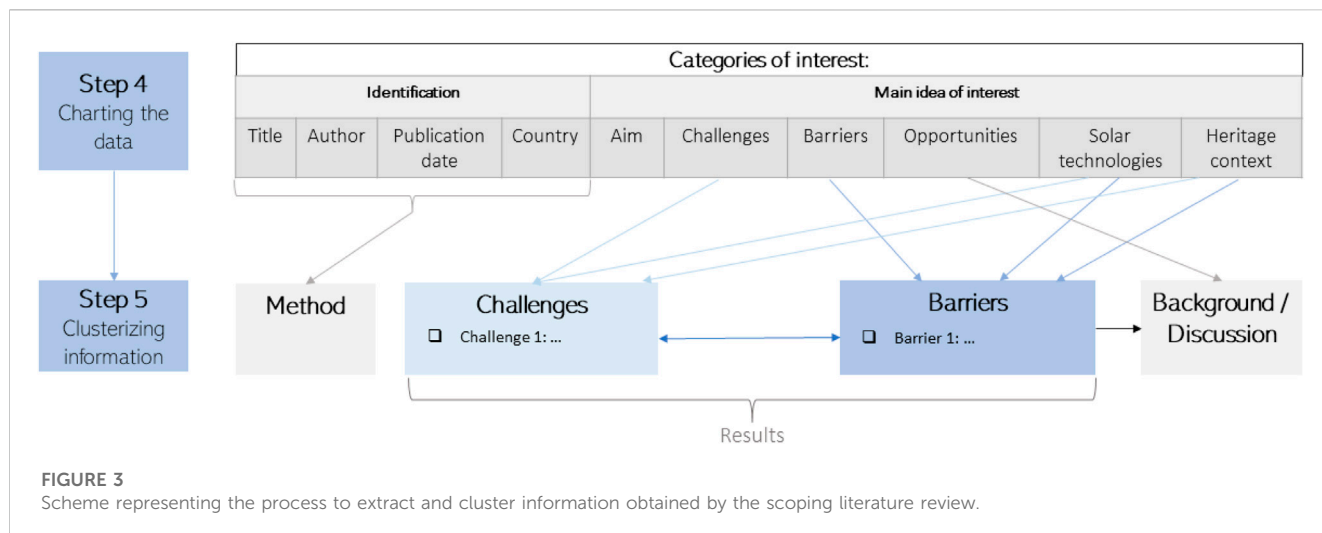 Step 4
Charting the
data
Categories of interest:
Identification
Main idea of interest
Title
Author
Publication
date
Country
Aim
Challenges
Barriers
Opportunities
Solar
technologies
Heritage
context
Step 5
Clusterizing
information
Method
Challenges
❑ Challenge 1: ...
Barriers
❑ Barrier 1: ...
Background /
Discussion
Results
FIGURE 3
Scheme representing the process to extract and cluster information obtained by the scoping literature review.